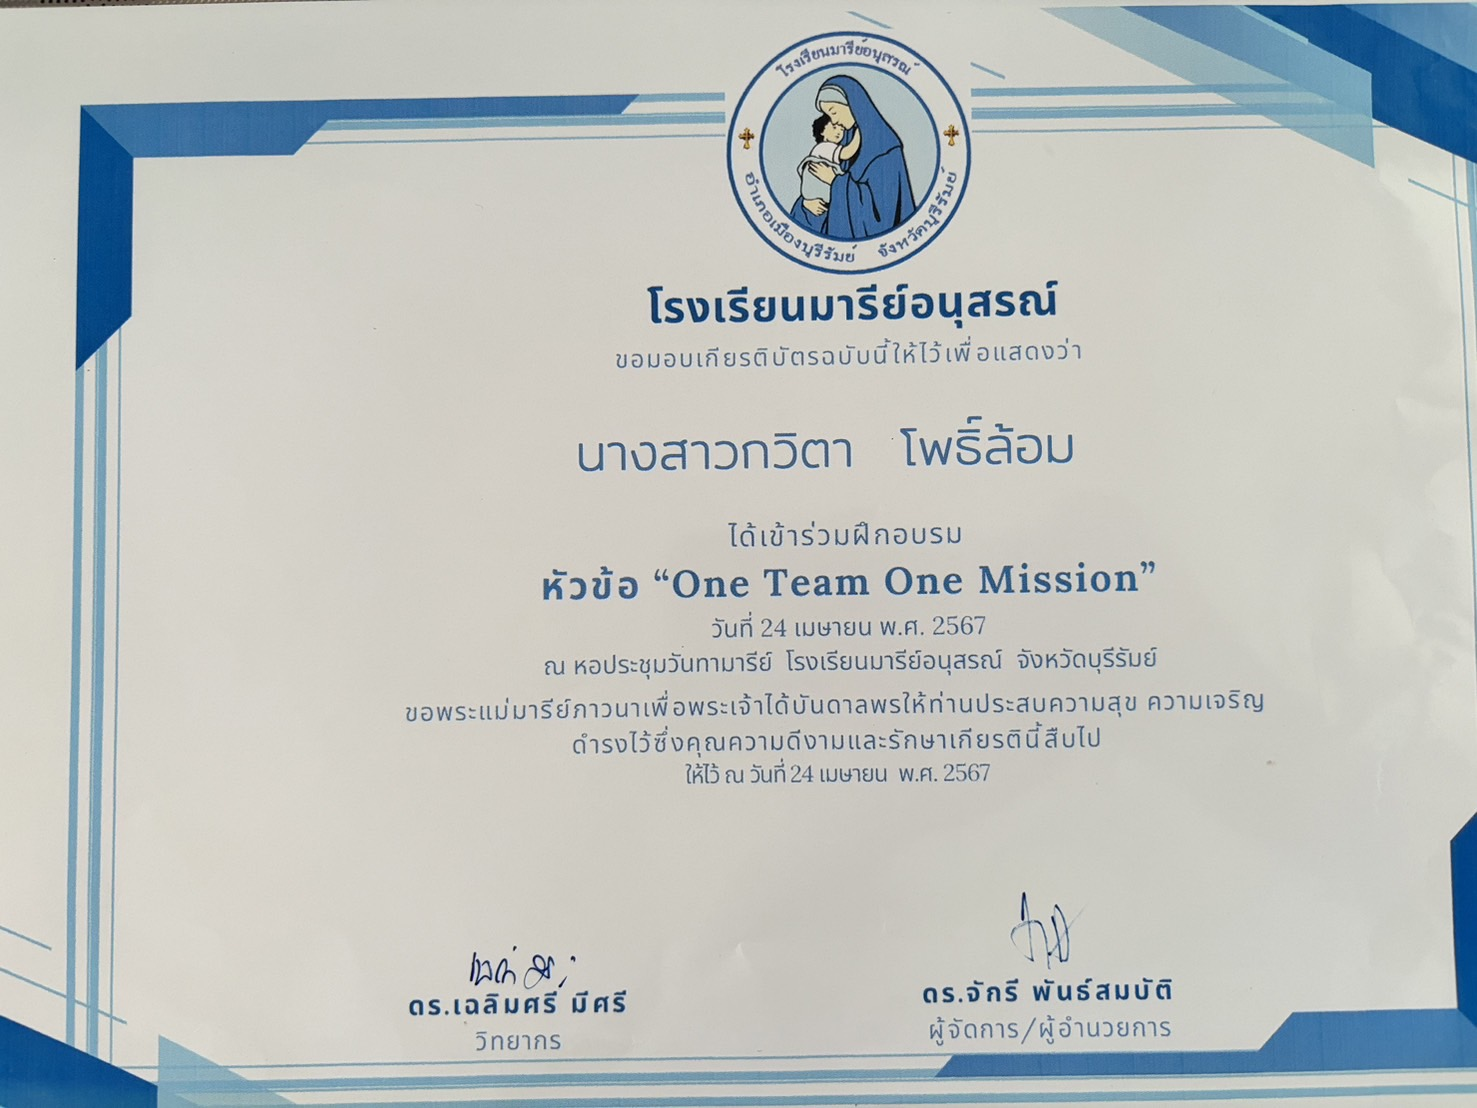 โรงเรียนมารีย์อนุสรณ์
อำเภอเมืองบุรีรัมย์ จังหวัดบุรีรัมย์
โรงเรียนมารีย์อนุสรณ์
ขอมอบเกียรติบัตรฉบับนี้ให้ไว้เพื่อแสดงว่า
นางสาวกวิตา โพธิ์ล้อม
ได้เข้าร่วมฝึกอบรม
หัวข้อ “One Team One Mission”
วันที่ 24 เมษายน พ.ศ. 2567
ณ หอประชุมวันทามารีย์ โรงเรียนมารีย์อนุสรณ์ จังหวัดบุรีรัมย์
ขอพระแม่มารีย์ภาวนาเพื่อพระเจ้าได้บันดาลพรให้ท่านประสบความสุข ความเจริญ
ดำรงไว้ซึ่งคุณความดีงามและรักษาเกียรตินี้สืบไป
ให้ไว้ ณ วันที่ 24 เมษายน พ.ศ. 2567
ดร.เฉลิมศรี มีศรี
วิทยากร
ดร.จักรี พันธ์สมบัติ
ผู้จัดการ/ผู้อำนวยการ